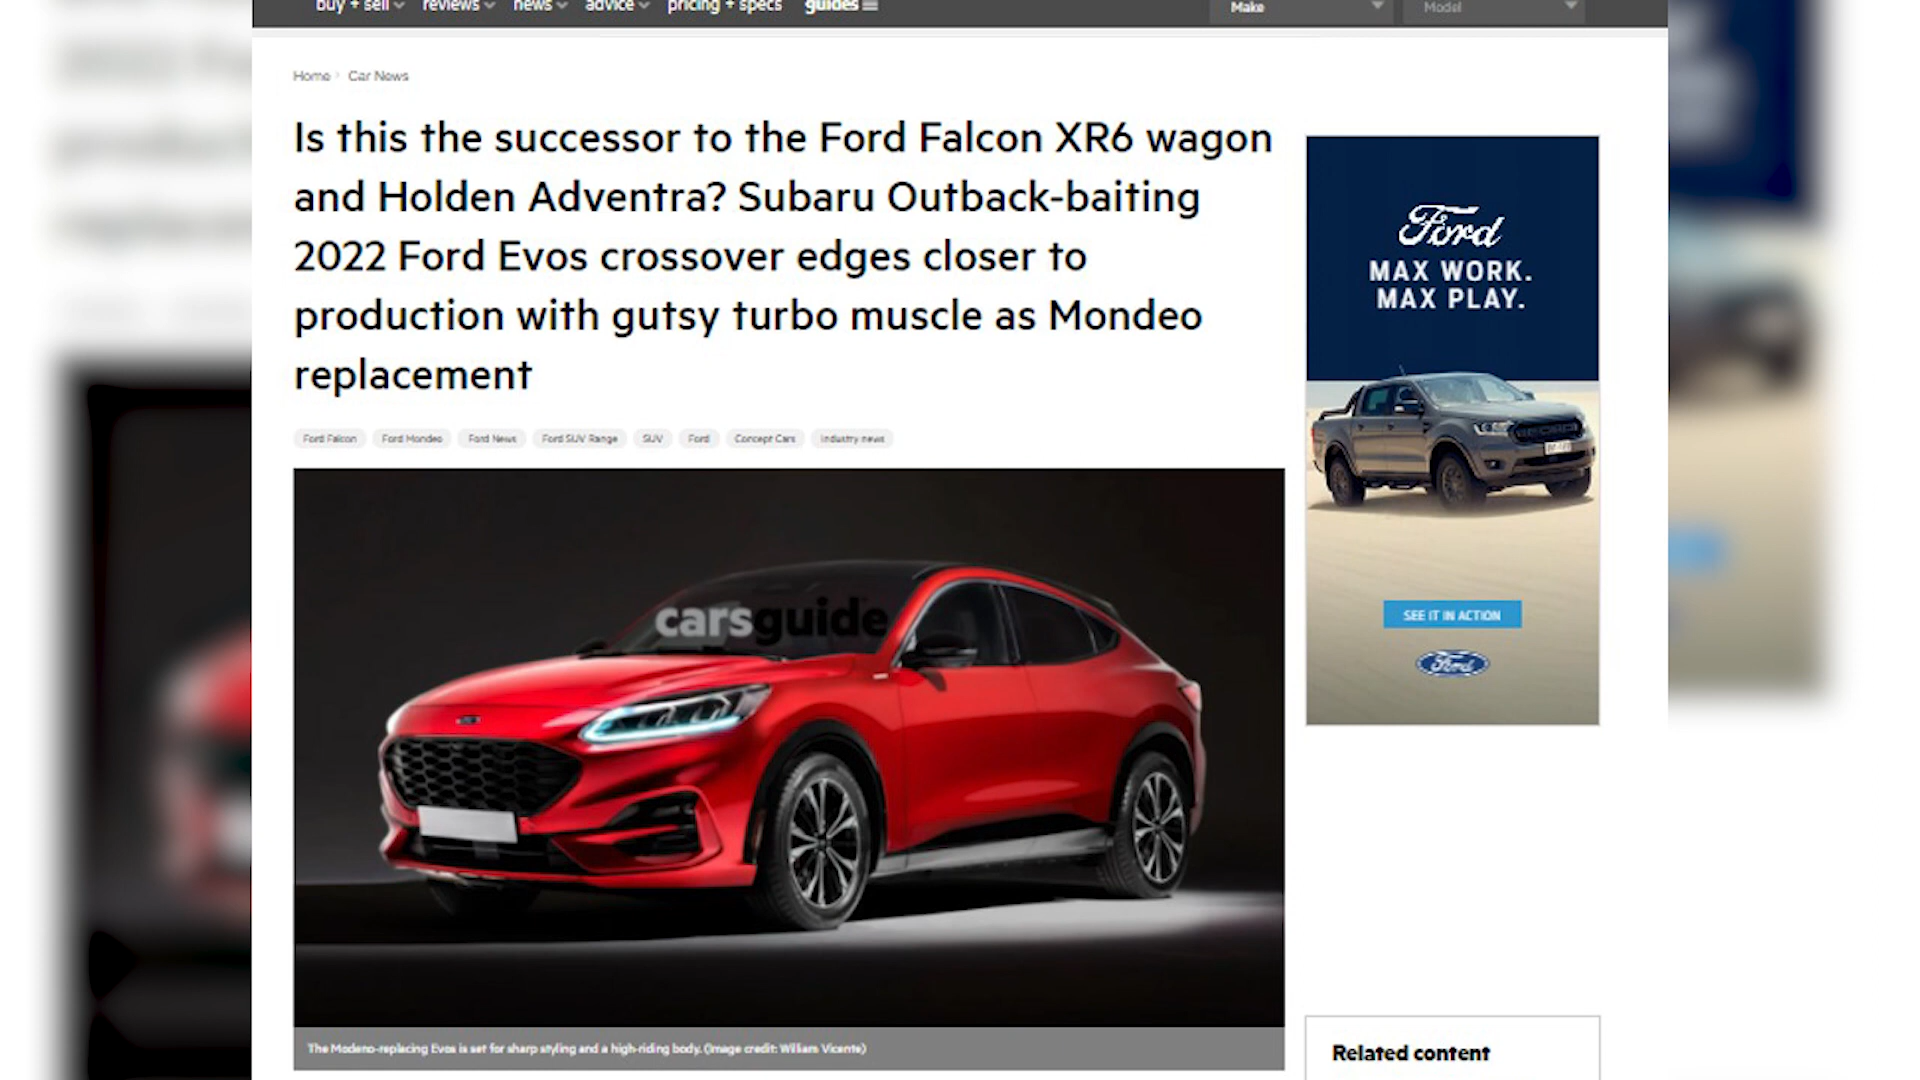 buy + sell reviews news advice pricing + specs guides Make Model
Home › Car News
Is this the successor to the Ford Falcon XR6 wagon
and Holden Adventra? Subaru Outback-baiting
2022 Ford Evos crossover edges closer to
production with gutsy turbo muscle as Mondeo
replacement
Ford Falcon Ford Mondeo Ford News Ford SUV Range SUV Ford Concept Cars Industry news
carsguide
The Modeno-replacing Evos is set for sharp styling and a high-riding body. (Image credit: William Vicente)
Ford
MAX WORK.
MAX PLAY.
SEE IT IN ACTION
Ford
Related content